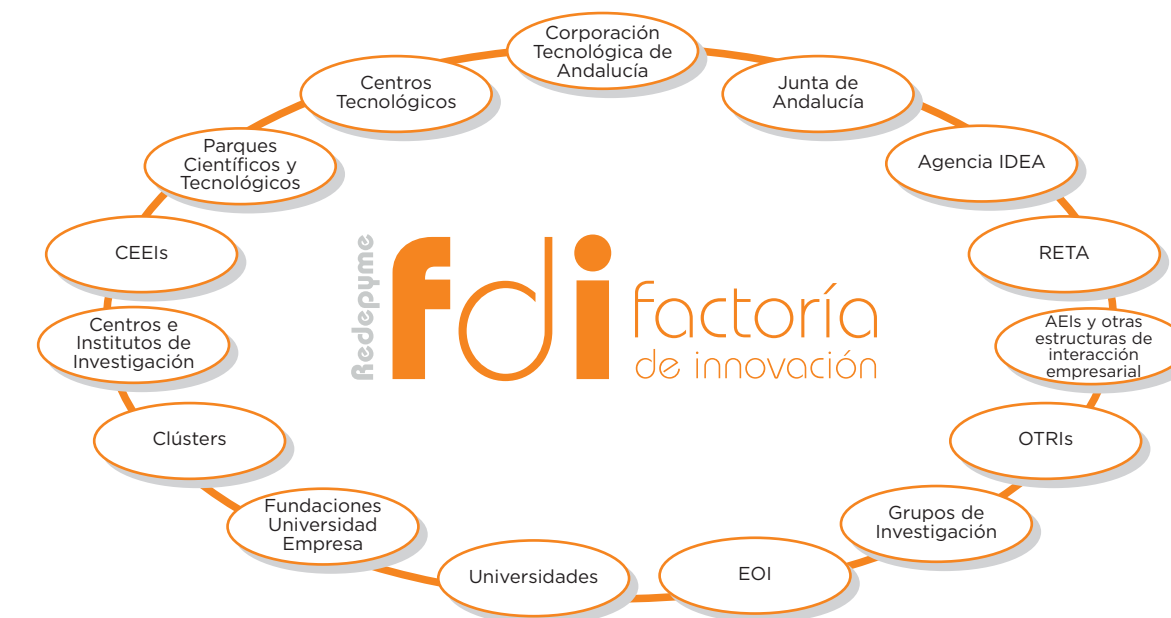 Corporación
Tecnológica de
Andalucía
Junta de
Andalucía
Agencia IDEA
RETA
AEIs y otras
estructuras de
interacción
empresarial
OTRIs
Grupos de
Investigación
EOI
Universidades
Fundaciones
Universidad
Empresa
Clústers
Centros e
Institutos de
Investigación
CEEIs
Parques
Científicos y
Tecnológicos
Centros
Tecnológicos
Redepyme
fdi
factoría
de innovación